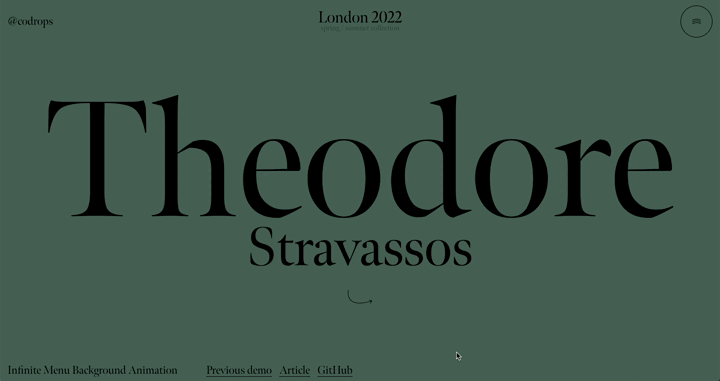 @codrops
London 2022
spring / summer collection
Theodore
Stravassos
Infinite Menu Background Animation Previous demo Article GitHub